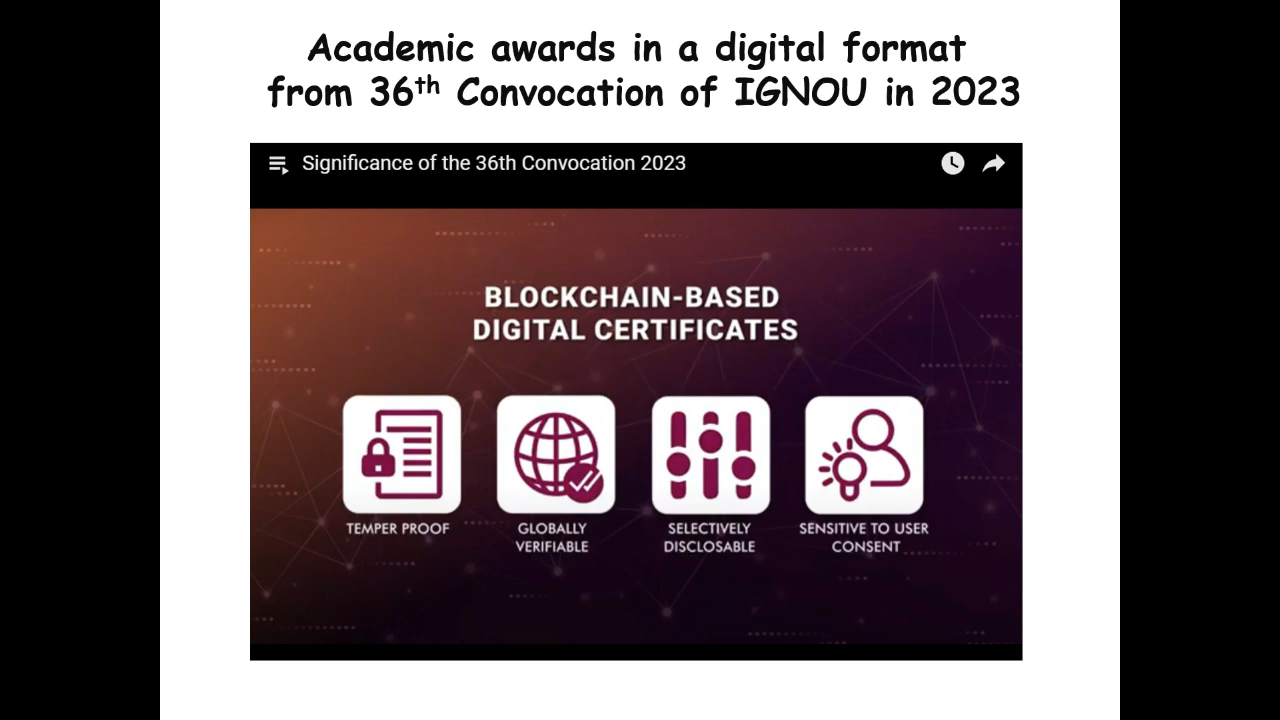 Academic awards in a digital format
from 36th Convocation of IGNOU in 2023
Significance of the 36th Convocation 2023
BLOCKCHAIN-BASED
DIGITAL CERTIFICATES
TEMPER PROOF
GLOBALLY
VERIFIABLE
SELECTIVELY
DISCLOSABLE
SENSITIVE TO USER
CONSENT